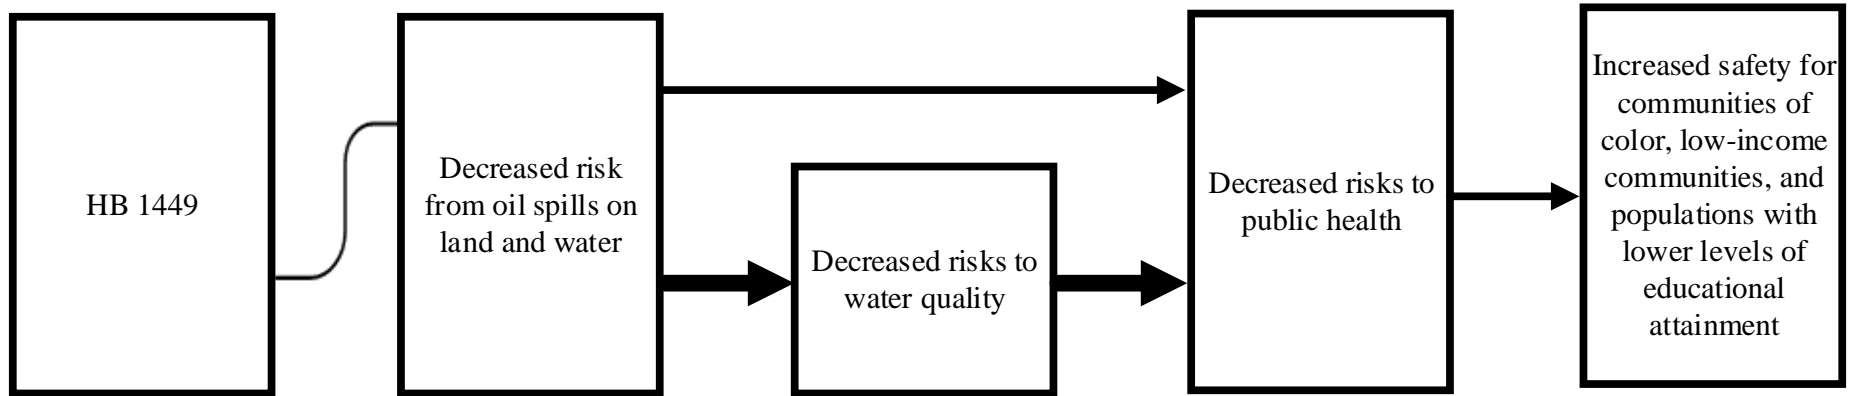 HB 1449
Decreased risk
from oil spills on
land and water
Decreased risks to
water quality
Decreased risks to
public health
Increased safety for
communities of
color, low-income
communities, and
populations with
lower levels of
educational
attainment